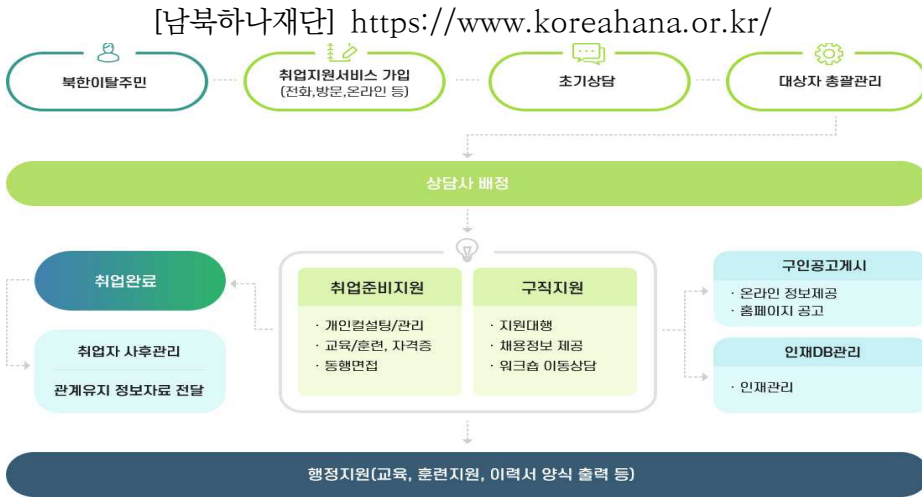 [남북하나재단] https://www.koreahana.or.kr/
북한이탈주민
취업지원서비스 가입
(전화,방문,온라인 등)
초기상담
대상자 총괄관리
상담사 배정
취업완료
취업자 사후관리
관계유지 정보자료 전달
취업준비지원
· 개인컬설팅/관리
· 교육/훈련, 자격증
· 동행면접
구직지원
· 지원대행
· 채용정보 제공
· 워크숍 이동상담
구인공고게시
· 온라인 정보제공
· 홈페이지 공고
인재DB관리
· 인재관리
행정지원(교육, 훈련지원, 이력서 양식 출력 등)